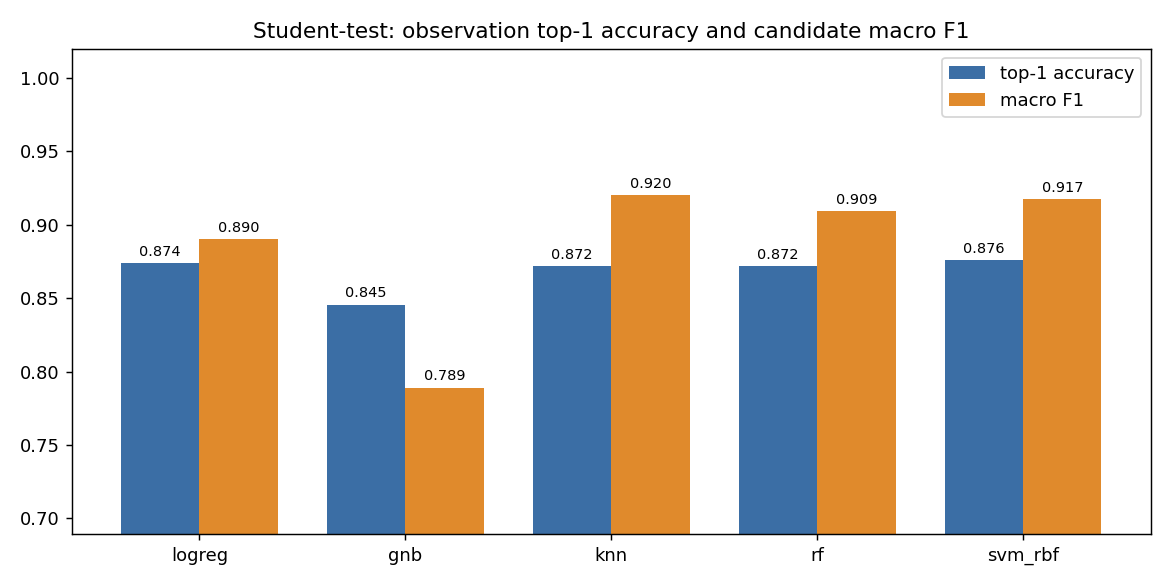 Student-test: observation top-1 accuracy and candidate macro F1
top-1 accuracy
macro F1
1.00
0.95
0.90
0.85
0.80
0.75
0.70
0.874
0.890
0.845
0.789
0.872
0.920
0.872
0.909
0.876
0.917
logreg
gnb
knn
rf
svm_rbf